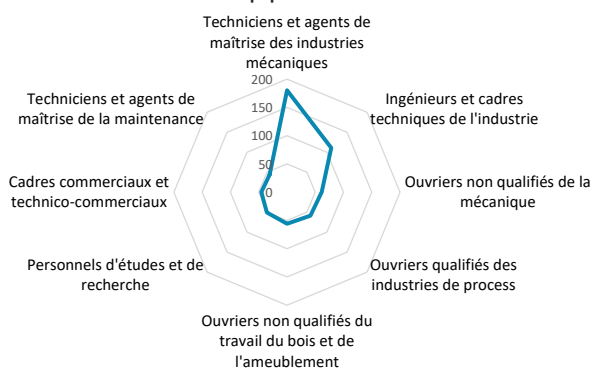 Techniciens et agents de
maîtrise des industries
mécaniques
Ingénieurs et cadres
techniques de l'industrie
Ouvriers non qualifiés de la
mécanique
Ouvriers qualifiés des
industries de process
Ouvriers non qualifiés du
travail du bois et de
l'ameublement
Personnels d'études et de
recherche
Cadres commerciaux et
technico-commerciaux
Techniciens et agents de
maîtrise de la maintenance
200
150
100
50
0